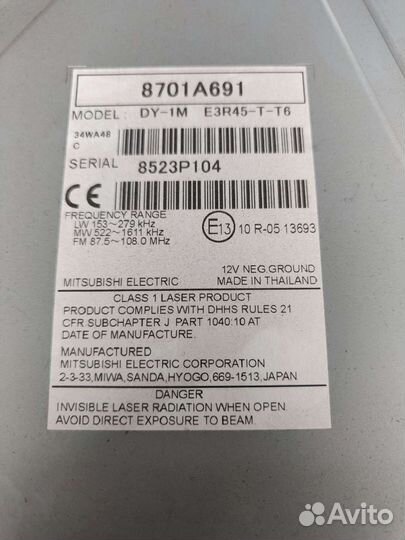 8701A691
MODEL: DY-1M E3R45-T-T6
34WA48
C
SERIAL 8523P104
CE
FREQUENCY RANGE
LW 153~279 kHz
MW 522~1611 kHz
FM 87.5~108.0 MHz
E13 10 R-05 13693
12V NEG.GROUND
MITSUBISHI ELECTRIC MADE IN THAILAND
CLASS 1 LASER PRODUCT
PRODUCT COMPLIES WITH DHHS RULES 21
CFR SUBCHAPTER J PART 1040:10 AT
DATE OF MANUFACTURE.
MANUFACTURED
MITSUBISHI ELECTRIC CORPORATION
2-3-33,MIWA,SANDA,HYOGO,669-1513,JAPAN
DANGER
INVISIBLE LASER RADIATION WHEN OPEN.
AVOID DIRECT EXPOSURE TO BEAM.
Avito